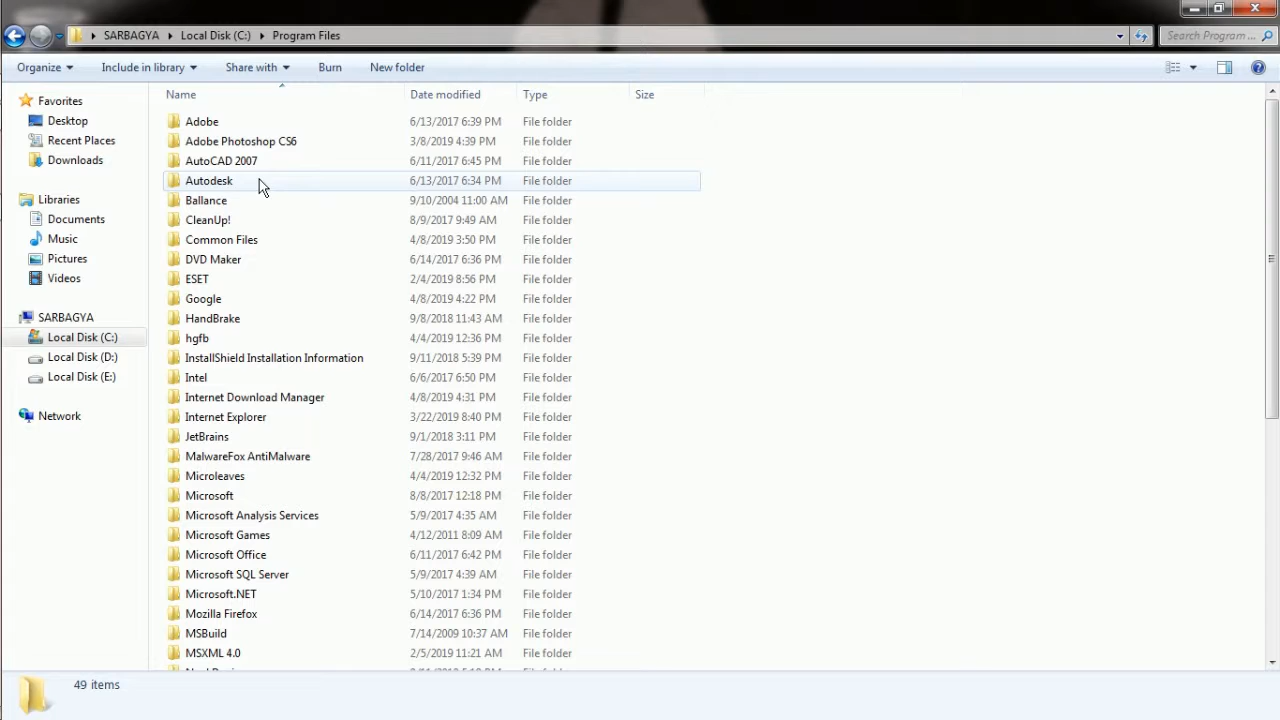 SARBAGYA Local Disk (C:) Program Files Search Program ...
Organize Include in library Share with Burn New folder
Name Date modified Type Size
Favorites
Desktop
Recent Places
Downloads
Libraries
Documents
Music
Pictures
Videos
SARBAGYA
Local Disk (C:)
Local Disk (D:)
Local Disk (E:)
Network
Adobe 6/13/2017 6:39 PM File folder
Adobe Photoshop CS6 3/8/2019 4:39 PM File folder
AutoCAD 2007 6/11/2017 6:45 PM File folder
Autodesk 6/13/2017 6:34 PM File folder
Ballance 9/10/2004 11:00 AM File folder
CleanUp! 8/9/2017 9:49 AM File folder
Common Files 4/8/2019 3:50 PM File folder
DVD Maker 6/14/2017 6:36 PM File folder
ESET 2/4/2019 8:56 PM File folder
Google 4/8/2019 4:22 PM File folder
HandBrake 9/8/2018 11:43 AM File folder
hgfb 4/4/2019 12:36 PM File folder
InstallShield Installation Information 9/11/2018 5:39 PM File folder
Intel 6/6/2017 6:50 PM File folder
Internet Download Manager 4/8/2019 4:31 PM File folder
Internet Explorer 3/22/2019 8:40 PM File folder
JetBrains 9/1/2018 3:11 PM File folder
MalwareFox AntiMalware 7/28/2017 9:46 AM File folder
Microleaves 4/4/2019 12:32 PM File folder
Microsoft 8/8/2017 12:18 PM File folder
Microsoft Analysis Services 5/9/2017 4:35 AM File folder
Microsoft Games 4/12/2011 8:09 AM File folder
Microsoft Office 6/11/2017 6:42 PM File folder
Microsoft SQL Server 5/9/2017 4:39 AM File folder
Microsoft.NET 5/10/2017 1:34 PM File folder
Mozilla Firefox 6/14/2017 6:36 PM File folder
MSBuild 7/14/2009 10:37 AM File folder
MSXML 4.0 2/5/2019 11:21 AM File folder
49 items